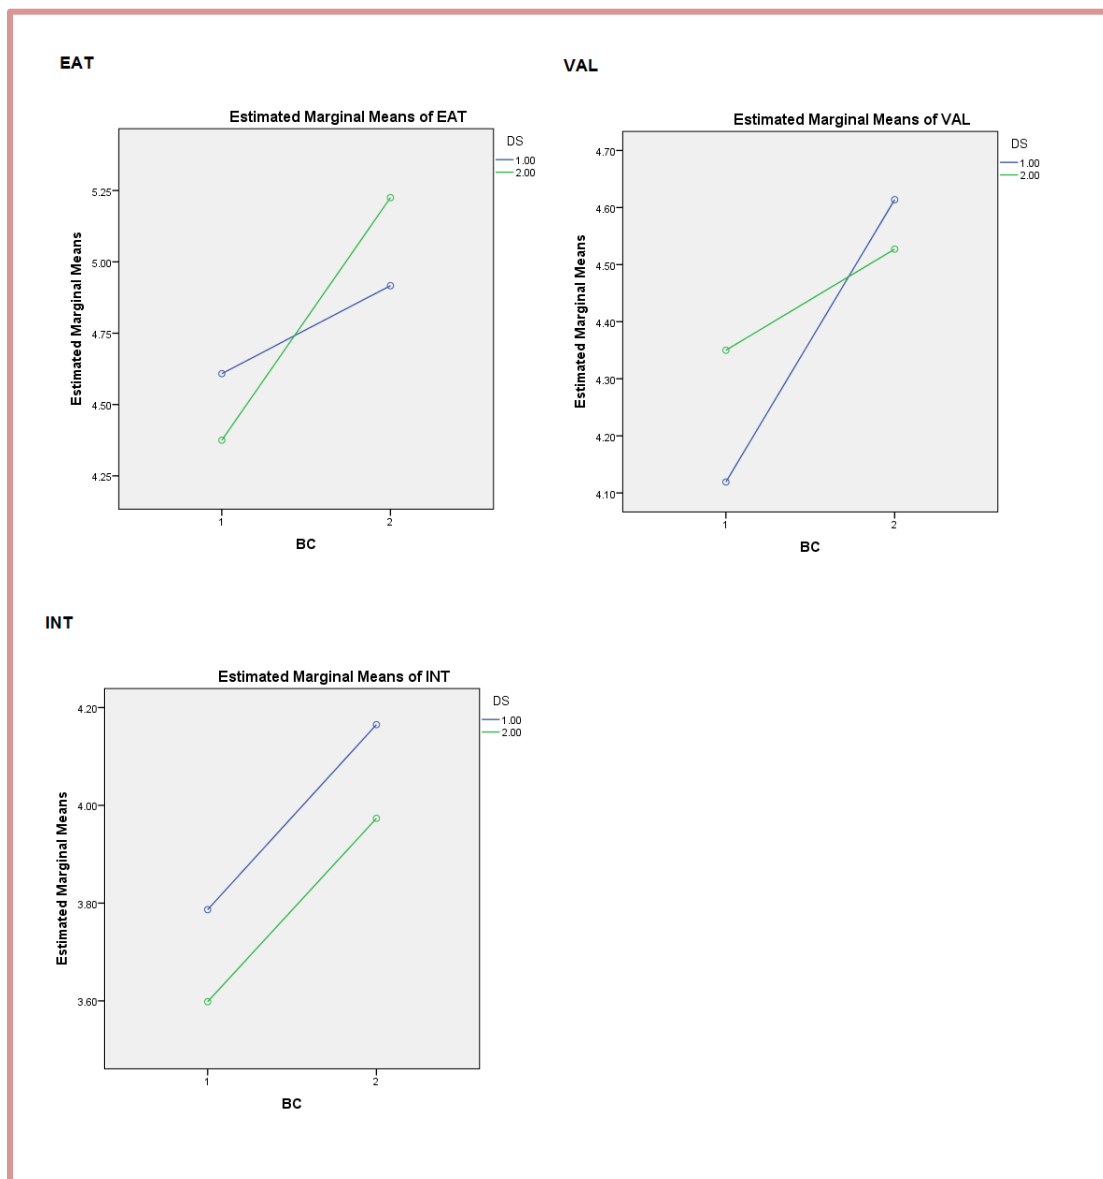 EAT
Estimated Marginal Means of EAT
DS
1.00
2.00
5.25
5.00
4.75
4.50
4.25
Estimated Marginal Means
1
2
BC
VAL
Estimated Marginal Means of VAL
DS
1.00
2.00
4.70
4.60
4.50
4.40
4.30
4.20
4.10
Estimated Marginal Means
1
2
BC
INT
Estimated Marginal Means of INT
DS
1.00
2.00
4.20
4.00
3.80
3.60
Estimated Marginal Means
1
2
BC